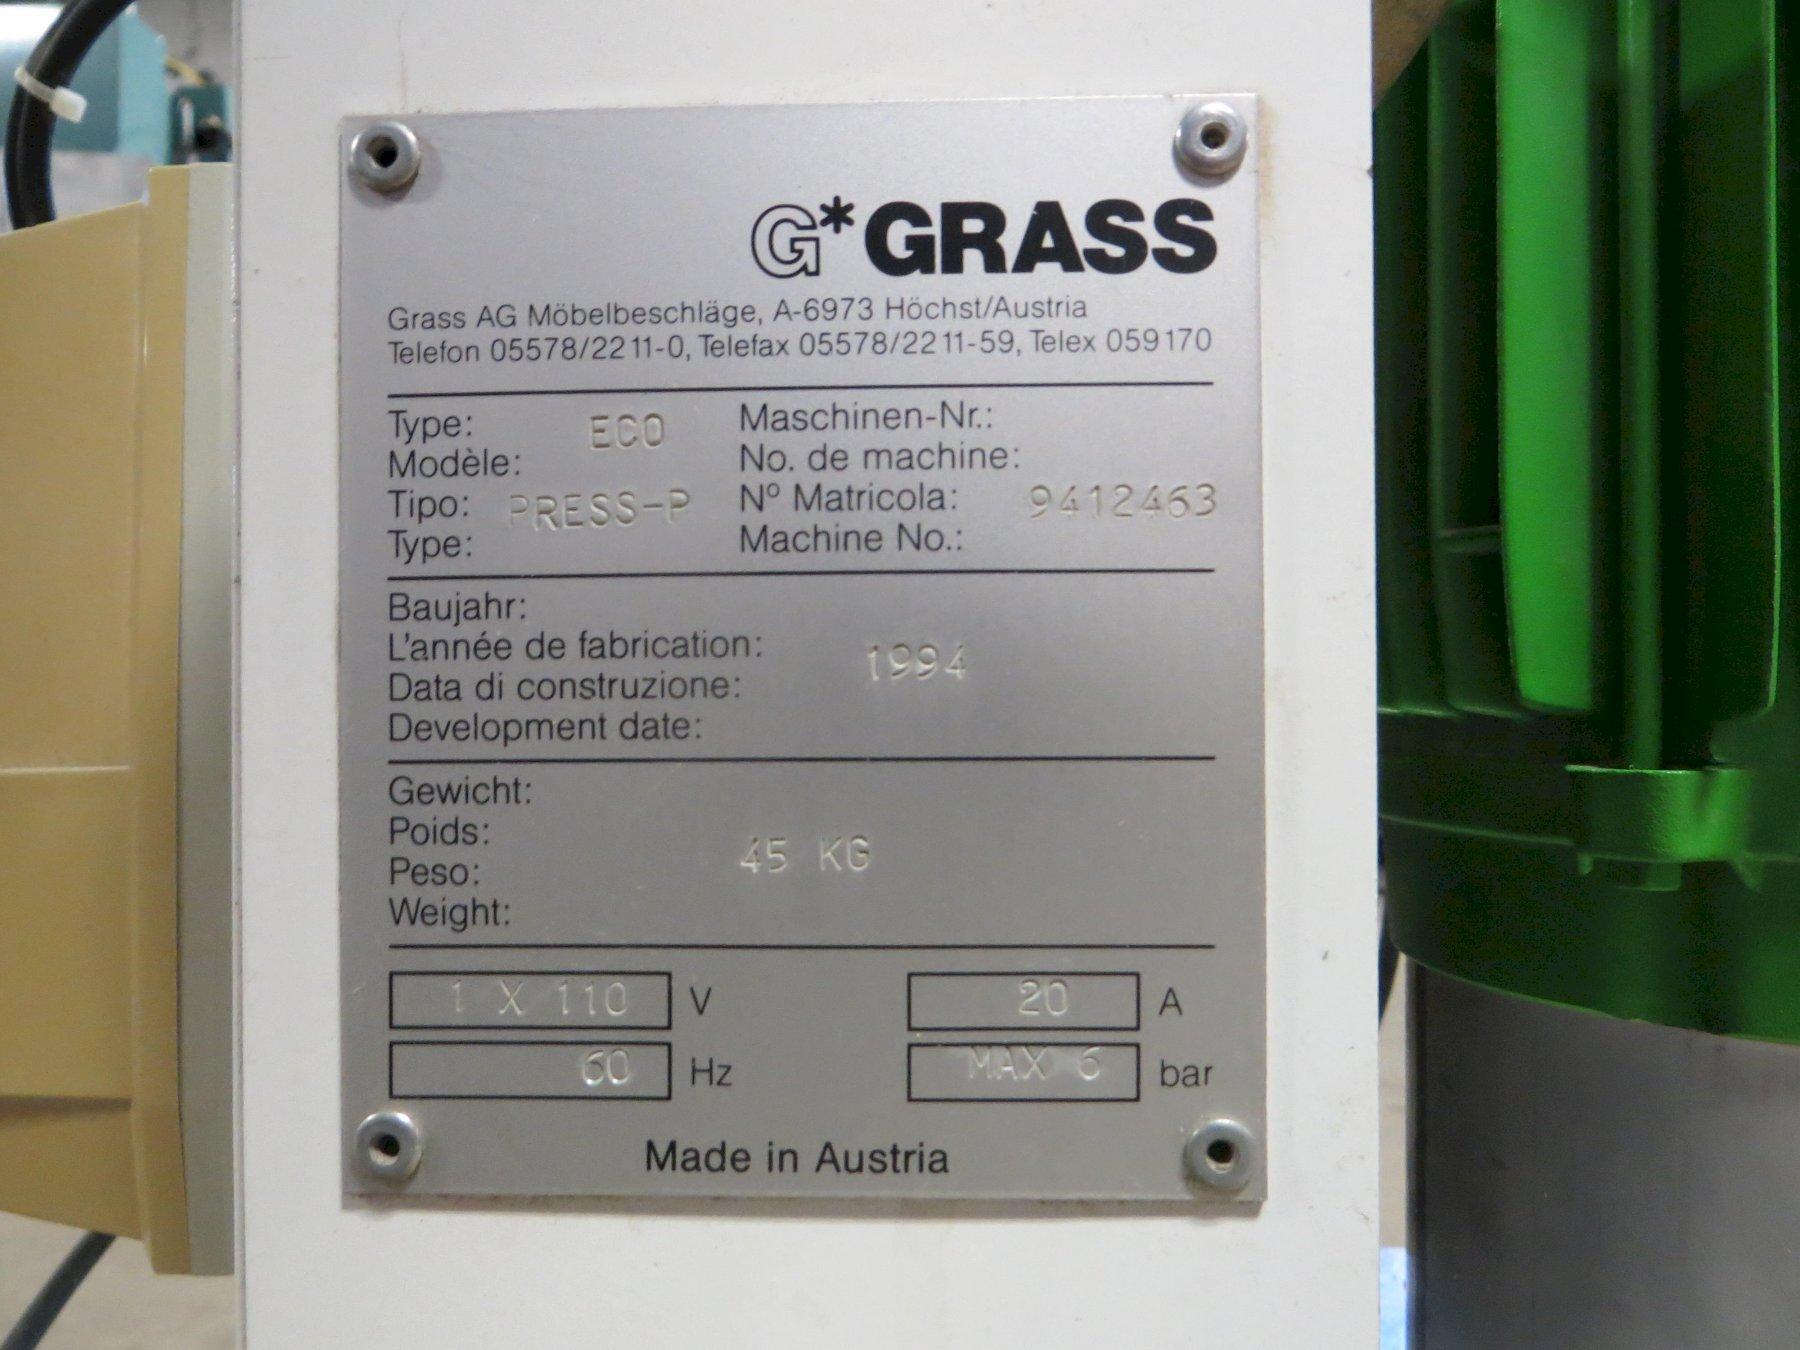 G*GRASS
Grass AG Möbelbeschläge, A-6973 Höchst/Austria
Telefon 05578/2211-0, Telefax 05578/2211-59, Telex 059170
Type: ECO
Modèle:
Tipo: PRESS-P
Type:
Maschinen-Nr.:
No. de machine:
Nº Matricola: 9412463
Machine No.:
Baujahr:
L'année de fabrication: 1994
Data di construzione:
Development date:
Gewicht:
Poids:
Peso: 45 KG
Weight:
1 X 110 V 20 A
60 Hz MAX 6 bar
Made in Austria